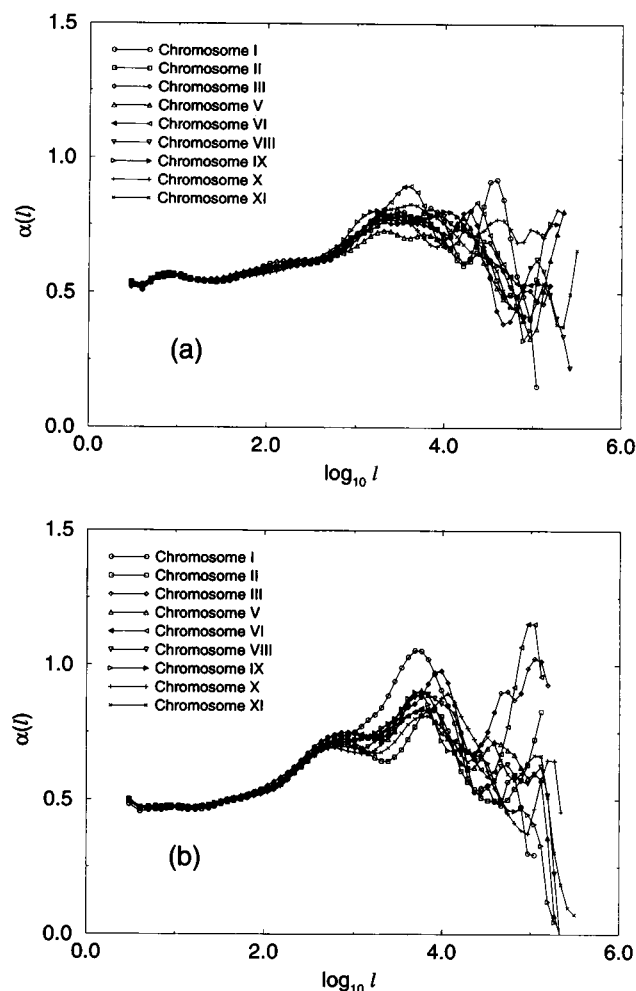 1.5
1.0
α(l)
0.5
0.0
Chromosome I
Chromosome II
Chromosome III
Chromosome V
Chromosome VI
Chromosome VIII
Chromosome IX
Chromosome X
Chromosome XI
(a)
0.0 2.0 4.0 6.0
log₁₀ l
1.5
1.0
α(l)
0.5
0.0
Chromosome I
Chromosome II
Chromosome III
Chromosome V
Chromosome VI
Chromosome VIII
Chromosome IX
Chromosome X
Chromosome XI
(b)
0.0 2.0 4.0 6.0
log₁₀ l